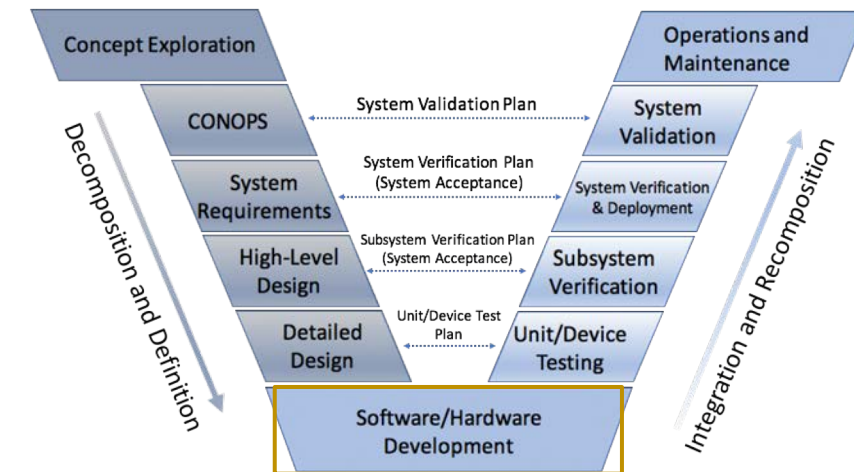 Concept Exploration
Operations and
Maintenance
CONOPS
System Validation Plan
System
Validation
System
Requirements
System Verification Plan
(System Acceptance)
System Verification
& Deployment
High-Level
Design
Subsystem Verification Plan
(System Acceptance)
Subsystem
Verification
Detailed
Design
Unit/Device Test
Plan
Unit/Device
Testing
Software/Hardware
Development
Decomposition and Definition
Integration and Recomposition